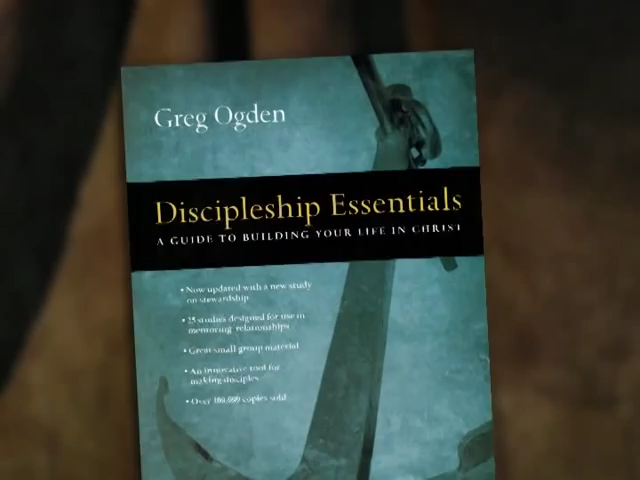 Greg Ogden
Discipleship Essentials
A GUIDE TO BUILDING YOUR LIFE IN CHRIST
• Now updated with a new study
on stewardship
• 25 studies designed for use in
mentoring relationships
• Great small group material
• An innovative tool for
making disciples
• Over 100,000 copies sold